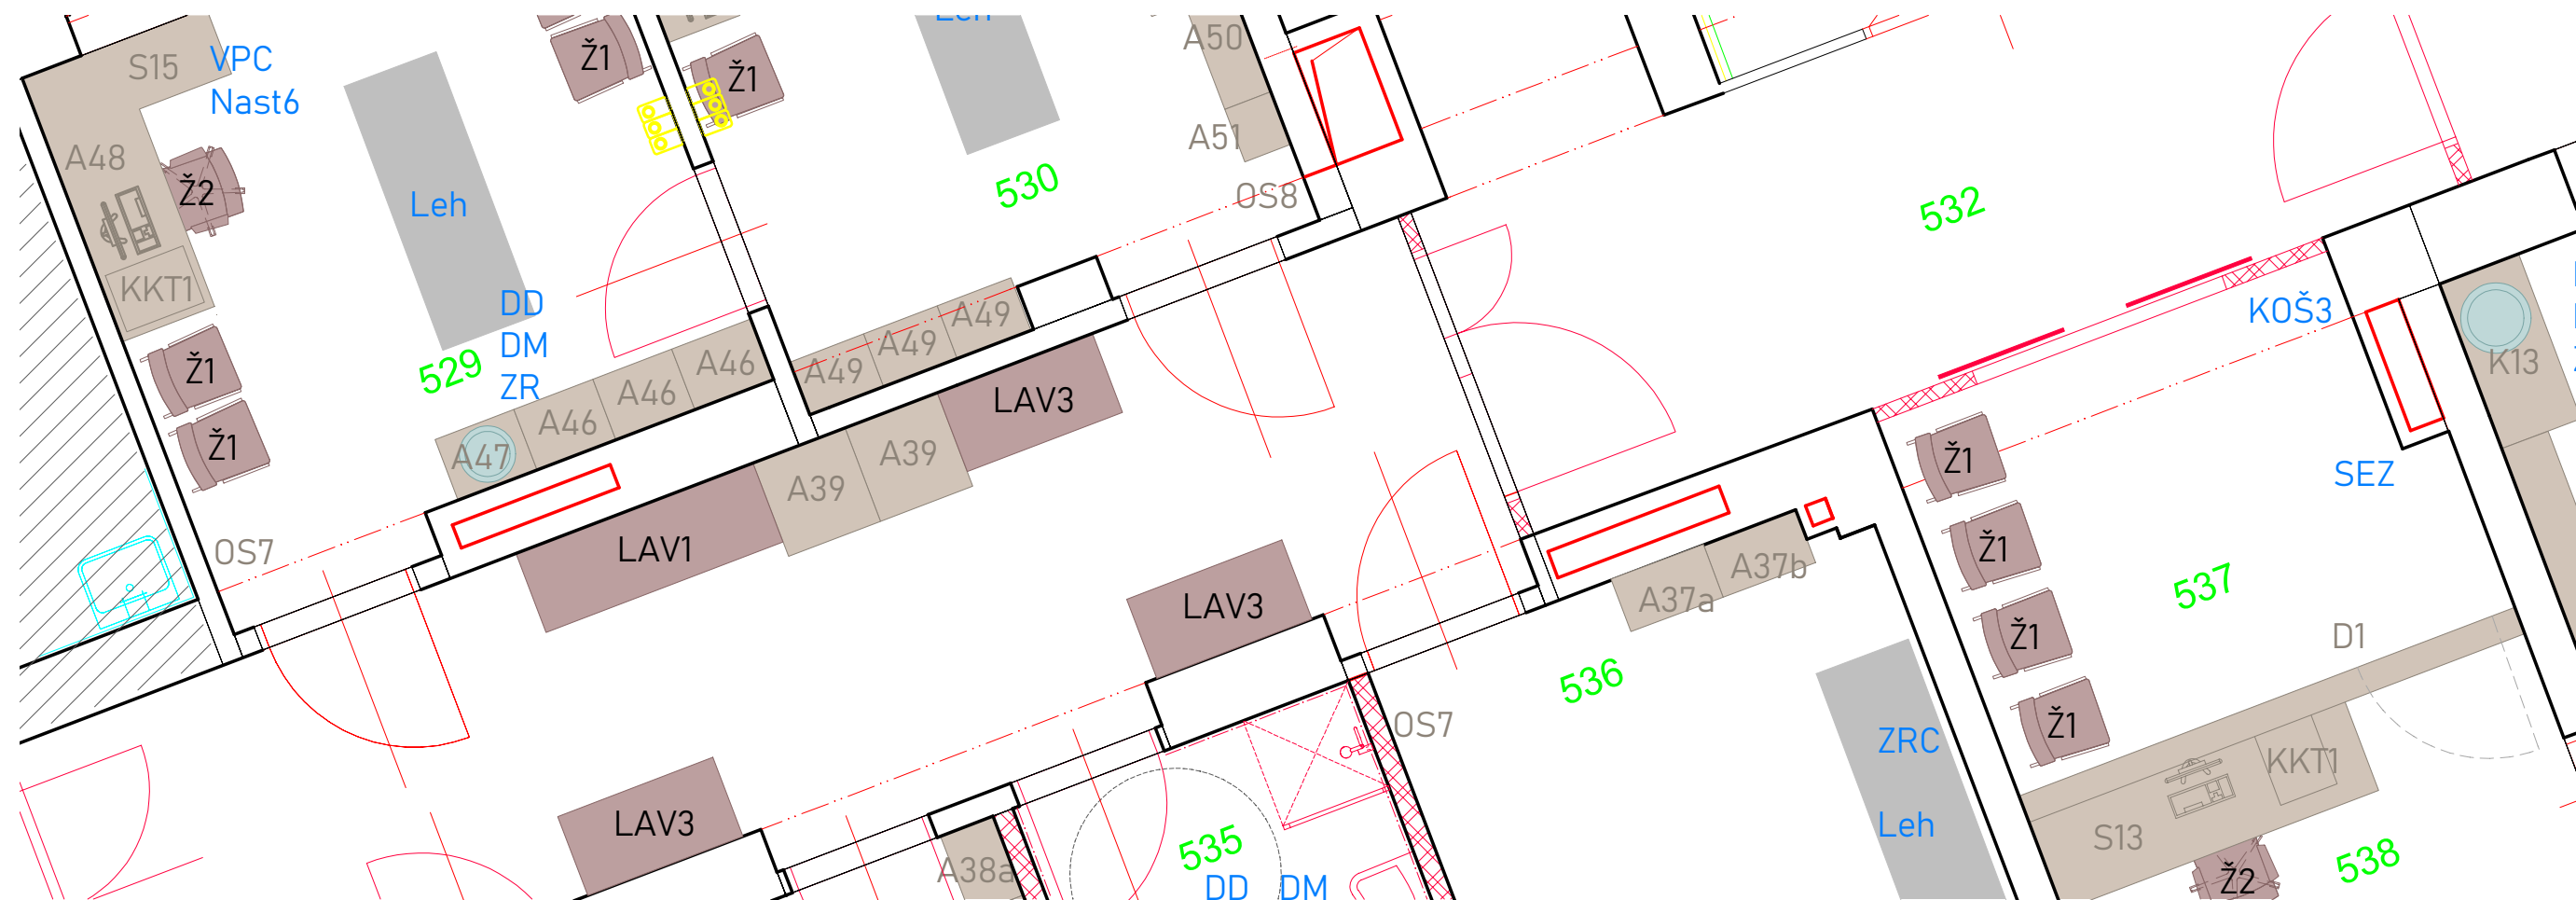 S15
VPC
Nast6
Ž1
Ž1
A50
A51
A48
Ž2
Leh
530
OS8
532
KKT1
DD
DM
ZR
529
Ž1
Ž1
A49
A49
A49
A46
A46
A46
A47
LAV3
KOŠ3
K13
SEZ
A39
A39
LAV1
OS7
Ž1
Ž1
Ž1
Ž1
A37a
A37b
537
D1
LAV3
536
OS7
ZRC
Leh
KKT1
S13
538
Ž2
LAV3
A38a
535
DD
DM